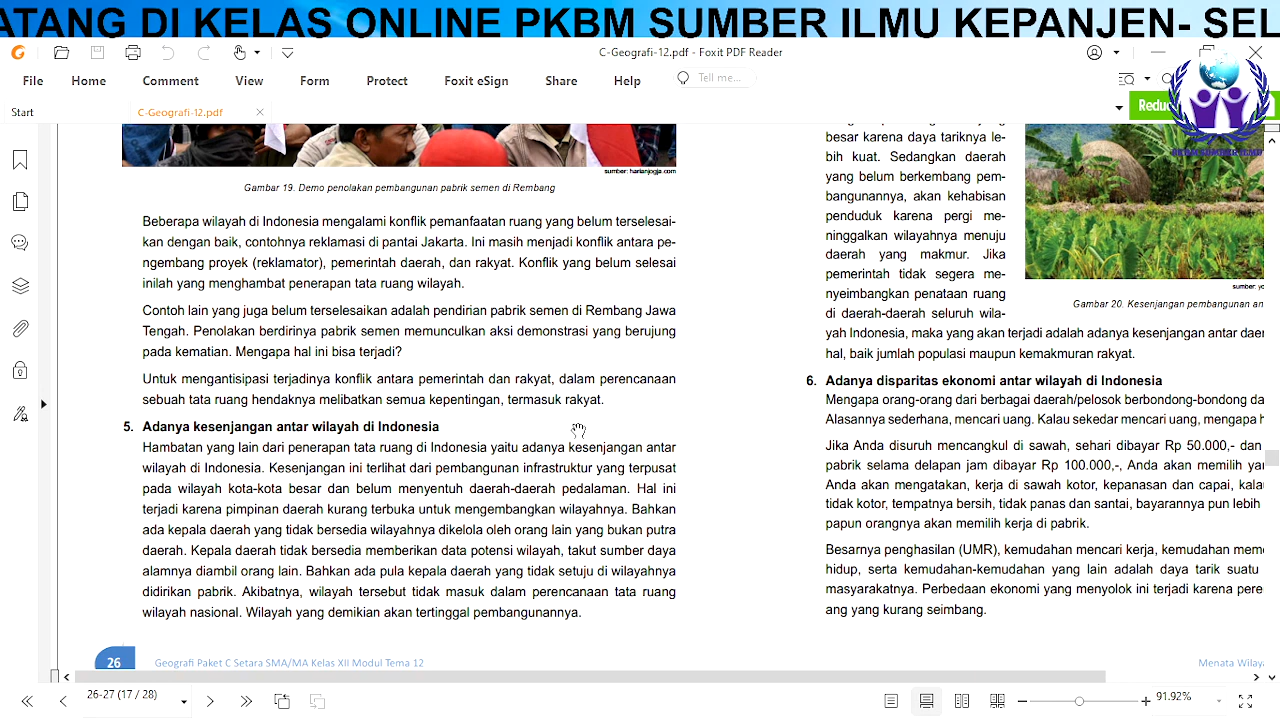 ATANG DI KELAS ONLINE PKBM SUMBER ILMU KEPANJEN- SEL
C-Geografi-12.pdf - Foxit PDF Reader
File Home Comment View Form Protect Foxit eSign Share Help Tell me...
Start C-Geografi-12.pdf
sumber: harianjogja.com
Gambar 19. Demo penolakan pembangunan pabrik semen di Rembang
Beberapa wilayah di Indonesia mengalami konflik pemanfaatan ruang yang belum terselesai-
kan dengan baik, contohnya reklamasi di pantai Jakarta. Ini masih menjadi konflik antara pe-
ngembang proyek (reklamator), pemerintah daerah, dan rakyat. Konflik yang belum selesai
inilah yang menghambat penerapan tata ruang wilayah.
Contoh lain yang juga belum terselesaikan adalah pendirian pabrik semen di Rembang Jawa
Tengah. Penolakan berdirinya pabrik semen memunculkan aksi demonstrasi yang berujung
pada kematian. Mengapa hal ini bisa terjadi?
Untuk mengantisipasi terjadinya konflik antara pemerintah dan rakyat, dalam perencanaan
sebuah tata ruang hendaknya melibatkan semua kepentingan, termasuk rakyat.
5. Adanya kesenjangan antar wilayah di Indonesia
Hambatan yang lain dari penerapan tata ruang di Indonesia yaitu adanya kesenjangan antar
wilayah di Indonesia. Kesenjangan ini terlihat dari pembangunan infrastruktur yang terpusat
pada wilayah kota-kota besar dan belum menyentuh daerah-daerah pedalaman. Hal ini
terjadi karena pimpinan daerah kurang terbuka untuk mengembangkan wilayahnya. Bahkan
ada kepala daerah yang tidak bersedia wilayahnya dikelola oleh orang lain yang bukan putra
daerah. Kepala daerah tidak bersedia memberikan data potensi wilayah, takut sumber daya
alamnya diambil orang lain. Bahkan ada pula kepala daerah yang tidak setuju di wilayahnya
didirikan pabrik. Akibatnya, wilayah tersebut tidak masuk dalam perencanaan tata ruang
wilayah nasional. Wilayah yang demikian akan tertinggal pembangunannya.
26 Geografi Paket C Setara SMA/MA Kelas XII Modul Tema 12
besar karena daya tariknya le-
bih kuat. Sedangkan daerah
yang belum berkembang pem-
bangunannya, akan kehabisan
penduduk karena pergi me-
ninggalkan wilayahnya menuju
daerah yang makmur. Jika
pemerintah tidak segera me-
nyeimbangkan penataan ruang
di daerah-daerah seluruh wila-
yah Indonesia, maka yang akan terjadi adalah adanya kesenjangan antar daer
hal, baik jumlah populasi maupun kemakmuran rakyat.
sumber: yo
Gambar 20. Kesenjangan pembangunan an
6. Adanya disparitas ekonomi antar wilayah di Indonesia
Mengapa orang-orang dari berbagai daerah/pelosok berbondong-bondong da
Alasannya sederhana, mencari uang. Kalau sekedar mencari uang, mengapa h
Jika Anda disuruh mencangkul di sawah, sehari dibayar Rp 50.000,- dan
pabrik selama delapan jam dibayar Rp 100.000,-, Anda akan memilih yan
Anda akan mengatakan, kerja di sawah kotor, kepanasan dan capai, kalau
tidak kotor, tempatnya bersih, tidak panas dan santai, bayarannya pun lebih
papun orangnya akan memilih kerja di pabrik.
Besarnya penghasilan (UMR), kemudahan mencari kerja, kemudahan mem
hidup, serta kemudahan-kemudahan yang lain adalah daya tarik suatu
masyarakatnya. Perbedaan ekonomi yang menyolok ini terjadi karena pere
ang yang kurang seimbang.
Menata Wilaya
26-27 (17 / 28)
91.92%